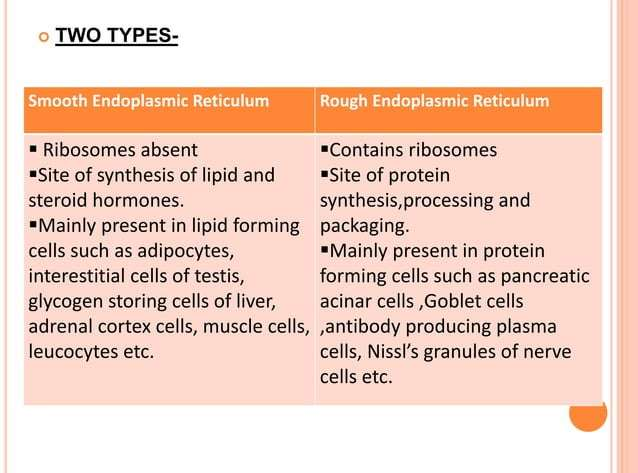 TWO TYPES-
Smooth Endoplasmic Reticulum
Rough Endoplasmic Reticulum
▪ Ribosomes absent
▪Site of synthesis of lipid and
steroid hormones.
▪Mainly present in lipid forming
cells such as adipocytes,
interestitial cells of testis,
glycogen storing cells of liver,
adrenal cortex cells, muscle cells,
leucocytes etc.
▪Contains ribosomes
▪Site of protein
synthesis,processing and
packaging.
▪Mainly present in protein
forming cells such as pancreatic
acinar cells ,Goblet cells
,antibody producing plasma
cells, Nissl’s granules of nerve
cells etc.